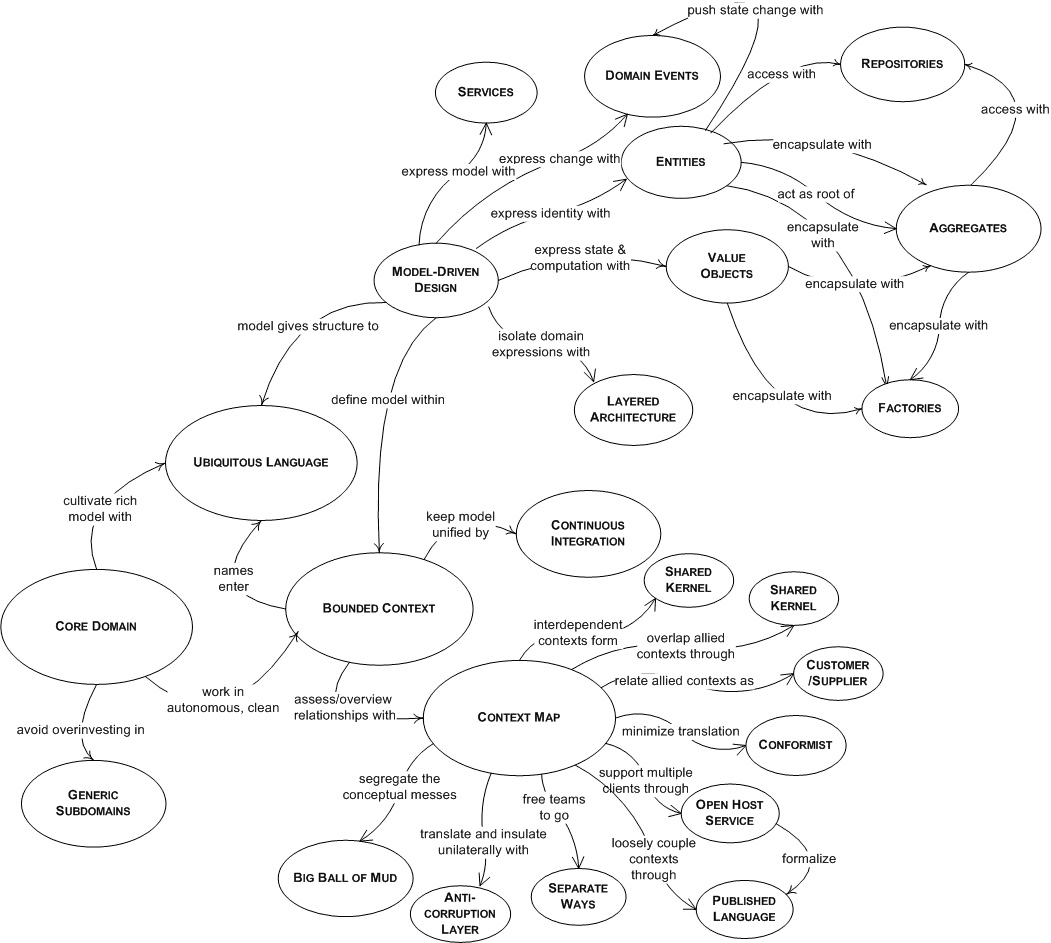 push state change with
DOMAIN EVENTS
access with
REPOSITORIES
SERVICES
access with
express change with
ENTITIES
encapsulate with
express model with
act as root of
express identity with
encapsulate
with
AGGREGATES
express state &
computation with
VALUE
OBJECTS
MODEL-DRIVEN
DESIGN
encapsulate with
model gives structure to
isolate domain
expressions with
encapsulate with
define model within
encapsulate with
LAYERED
ARCHITECTURE
FACTORIES
UBIQUITOUS LANGUAGE
cultivate rich
model with
keep model
unified by
CONTINUOUS
INTEGRATION
names
enter
SHARED
KERNEL
SHARED
KERNEL
BOUNDED CONTEXT
CORE DOMAIN
interdependent
contexts form
overlap allied
contexts through
CUSTOMER
/SUPPLIER
relate allied contexts as
work in
autonomous, clean
assess/overview
relationships with
CONTEXT MAP
avoid overinvesting in
minimize translation
CONFORMIST
segregate the
conceptual messes
support multiple
clients through
GENERIC
SUBDOMAINS
free teams
to go
OPEN HOST
SERVICE
translate and insulate
unilaterally with
loosely couple
contexts
through
formalize
BIG BALL OF MUD
SEPARATE
WAYS
ANTI-
CORRUPTION
LAYER
PUBLISHED
LANGUAGE